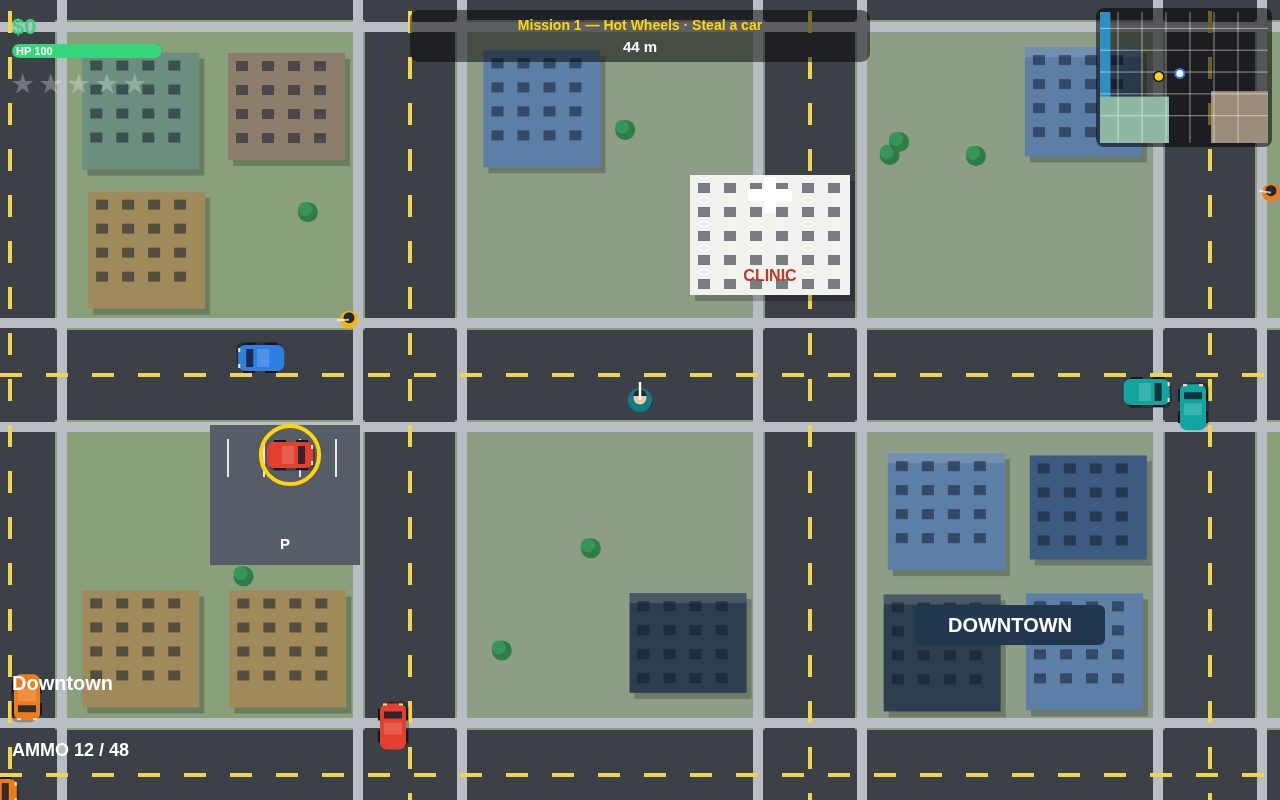 $0
HP 100
Mission 1 — Hot Wheels · Steal a car
44 m
CLINIC
P
DOWNTOWN
Downtown
AMMO 12 / 48